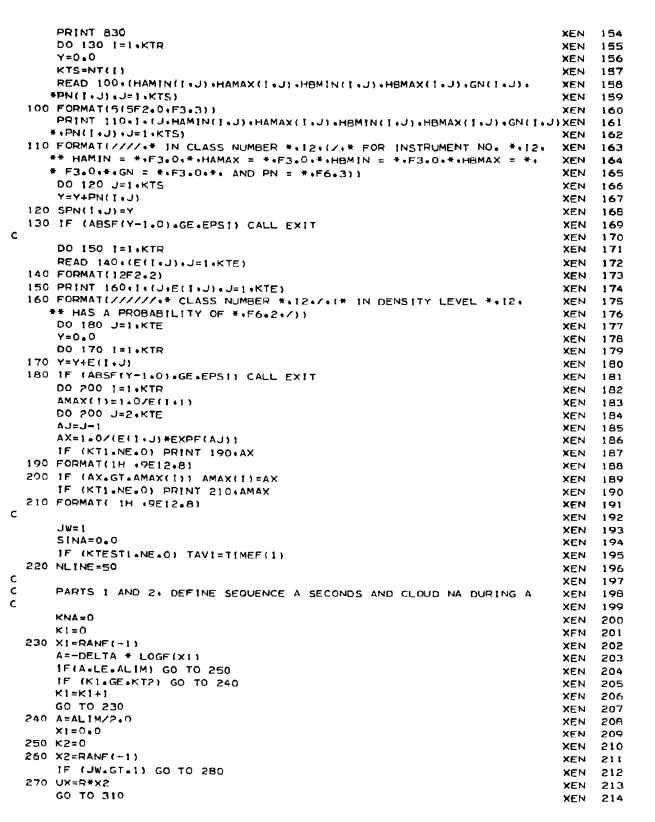 PRINT 830 XEN 154
DO 130 I=1,KTR XEN 155
Y=0.0 XEN 156
KTS=NT(I) XEN 157
READ 100,(HAMIN(I,J),HAMAX(I,J),HBMIN(I,J),HBMAX(I,J),GN(I,J), XEN 158
*PN(I,J),J=1,KTS) XEN 159
100 FORMAT(5(5F2.0,F3.3)) XEN 160
PRINT 110,I,(J,HAMIN(I,J),HAMAX(I,J),HBMIN(I,J),HBMAX(I,J),GN(I,J)XEN 161
*,PN(I,J),J=1,KTS) XEN 162
110 FORMAT(////,* IN CLASS NUMBER *,I2,(/,* FOR INSTRUMENT NO. *,I2, XEN 163
** HAMIN = *,F3.0,*,HAMAX = *,F3.0,*,HBMIN = *,F3.0,*,HBMAX = *, XEN 164
* F3.0,*,GN = *,F3.0,*, AND PN = *,F6.3)) XEN 165
DO 120 J=1,KTS XEN 166
Y=Y+PN(I,J) XEN 167
120 SPN(I,J)=Y XEN 168
130 IF (ABSF(Y-1.0).GE.EPSI) CALL EXIT XEN 169
C XEN 170
DO 150 I=1,KTR XEN 171
READ 140,(E(I,J),J=1,KTE) XEN 172
140 FORMAT(12F2.2) XEN 173
150 PRINT 160,I,(J,E(I,J),J=1,KTE) XEN 174
160 FORMAT(//////,* CLASS NUMBER *,I2,/,(* IN DENSITY LEVEL *,I2, XEN 175
** HAS A PROBABILITY OF *,F6.2,/)) XEN 176
DO 180 J=1,KTE XEN 177
Y=0.0 XEN 178
DO 170 I=1,KTR XEN 179
170 Y=Y+E(I,J) XEN 180
180 IF (ABSF(Y-1.0).GE.EPSI) CALL EXIT XEN 181
DO 200 I=1,KTR XEN 182
AMAX(I)=1.0/E(I,1) XEN 183
DO 200 J=2,KTE XEN 184
AJ=J-1 XEN 185
AX=1.0/(E(I,J)*EXPF(AJ)) XEN 186
IF (KT1.NE.0) PRINT 190,AX XEN 187
190 FORMAT(1H ,9E12.8) XEN 188
200 IF (AX.GT.AMAX(I)) AMAX(I)=AX XEN 189
IF (KT1.NE.0) PRINT 210,AMAX XEN 190
210 FORMAT( 1H ,9E12.8) XEN 191
C XEN 192
JW=1 XEN 193
SINA=0.0 XEN 194
IF (KTEST1.NE.0) TAV1=TIMEF(1) XEN 195
220 NLINE=50 XEN 196
C XEN 197
C PARTS 1 AND 2, DEFINE SEQUENCE A SECONDS AND CLOUD NA DURING A XEN 198
C XEN 199
KNA=0 XEN 200
K1=0 XEN 201
230 X1=RANF(-1) XEN 202
A=-DELTA * LOGF(X1) XEN 203
IF(A.LE.ALIM) GO TO 250 XEN 204
IF (K1.GE.KT2) GO TO 240 XEN 205
K1=K1+1 XEN 206
GO TO 230 XEN 207
240 A=ALIM/2.0 XEN 208
X1=0.0 XEN 209
250 K2=0 XEN 210
260 X2=RANF(-1) XEN 211
IF (JW.GT.1) GO TO 280 XEN 212
270 UX=R*X2 XEN 213
GO TO 310 XEN 214